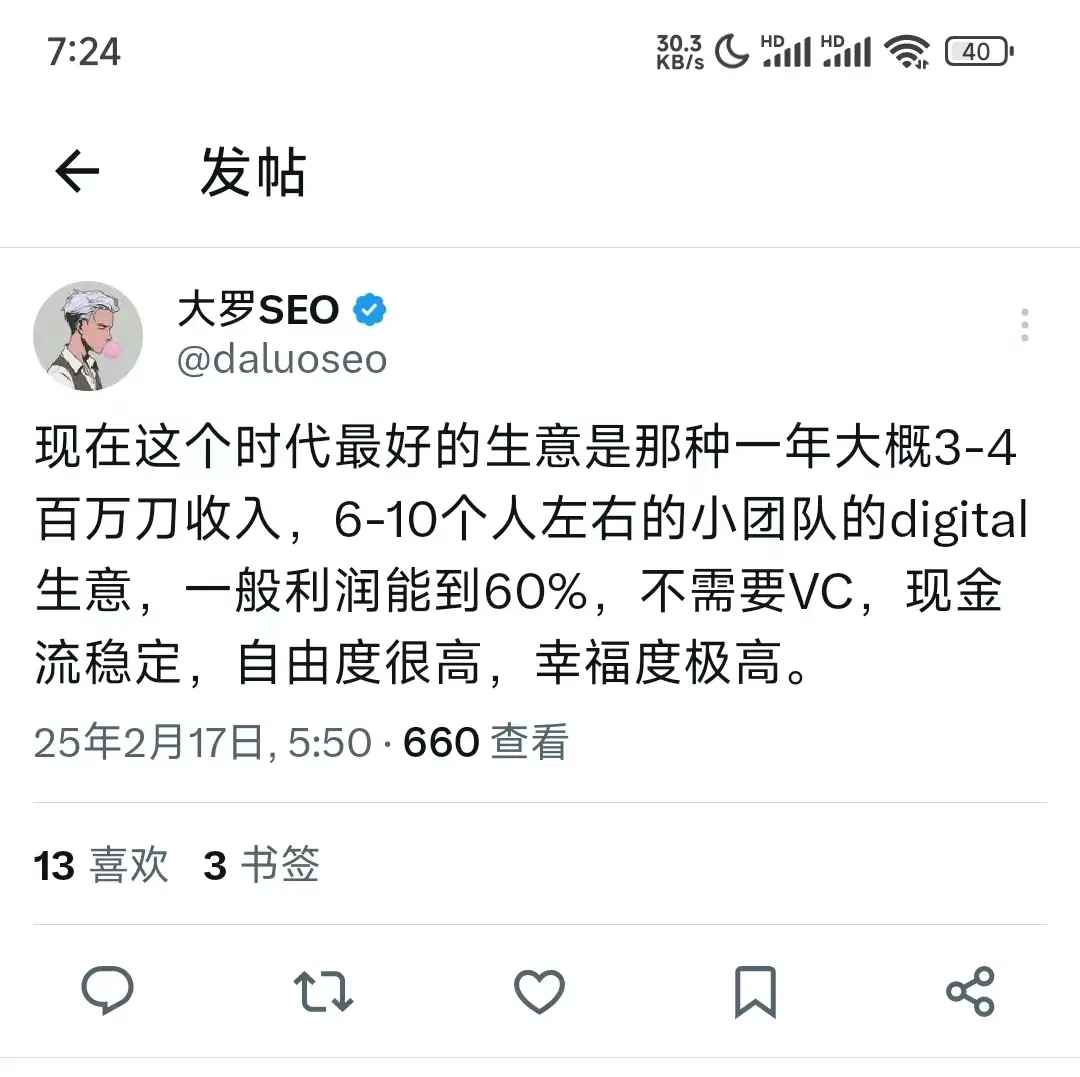 7:24
30.3
KB/s
HD
HD
40
发帖
大罗SEO
@daluoseo
现在这个时代最好的生意是那种一年大概3-4
百万刀收入，6-10个人左右的小团队的digital
生意，一般利润能到60%，不需要VC，现金
流稳定，自由度很高，幸福度极高。
25年2月17日, 5:50 · 660 查看
13 喜欢 3 书签